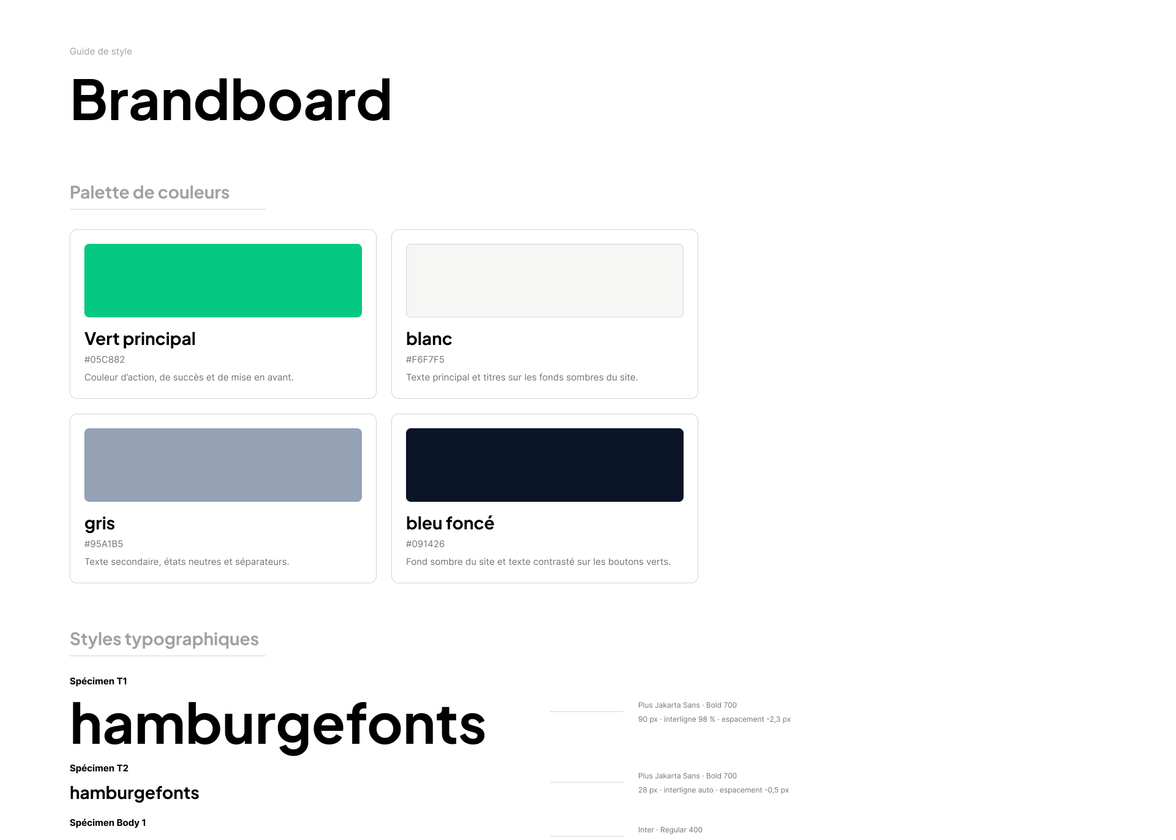 Guide de style
Brandboard
Palette de couleurs
Vert principal
#05C882
Couleur d'action, de succès et de mise en avant.
blanc
#F6F7F5
Texte principal et titres sur les fonds sombres du site.
gris
#95A1B5
Texte secondaire, états neutres et séparateurs.
bleu foncé
#091426
Fond sombre du site et texte contrasté sur les boutons verts.
Styles typographiques
Spécimen T1
hamburgefonts
Plus Jakarta Sans · Bold 700
90 px · interligne 98 % · espacement -2,3 px
Spécimen T2
hamburgefonts
Plus Jakarta Sans · Bold 700
28 px · interligne auto · espacement -0,5 px
Spécimen Body 1
Inter · Regular 400